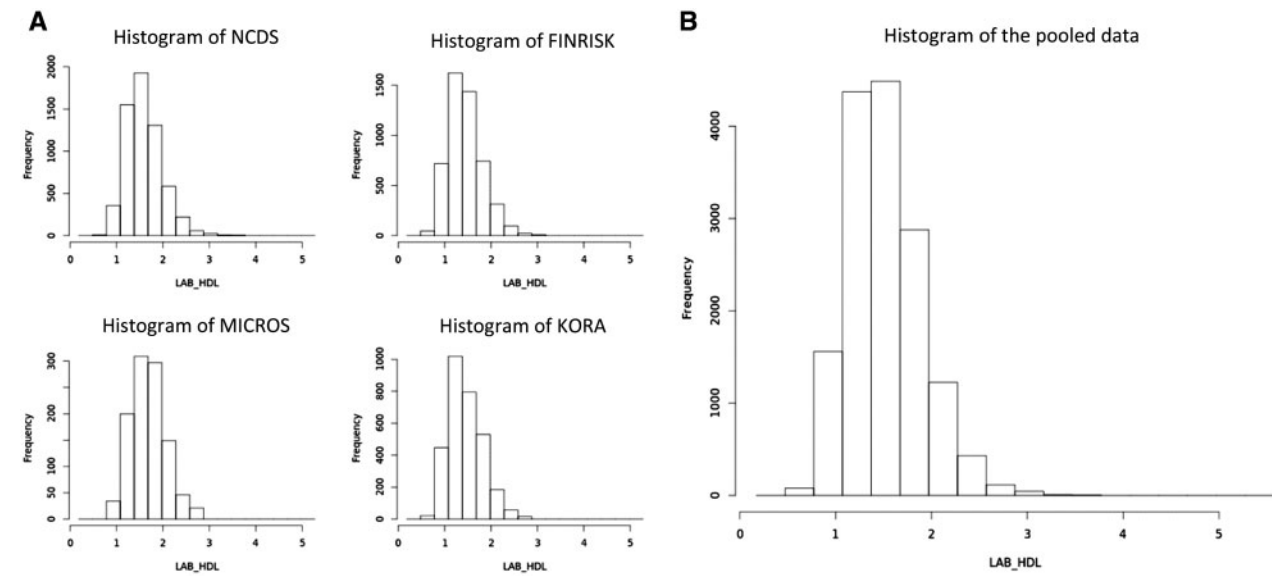 A
Histogram of NCDS
Frequency
2000
1500
1000
500
0
0 1 2 3 4 5
LAB_HDL
Histogram of FINRISK
Frequency
1500
1000
500
0
0 1 2 3 4 5
LAB_HDL
Histogram of MICROS
Frequency
300
200
100
50
0
0 1 2 3 4 5
LAB_HDL
Histogram of KORA
Frequency
1000
800
600
400
200
0
0 1 2 3 4 5
LAB_HDL
B
Histogram of the pooled data
Frequency
4000
3000
2000
1000
0
0 1 2 3 4 5
LAB_HDL